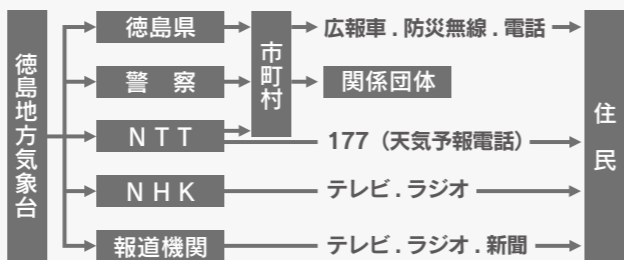 徳島地方気象台
徳島県
警 察
NTT
NHK
報道機関
市町村
広報車．防災無線．電話
関係団体
177（天気予報電話）
テレビ．ラジオ
テレビ．ラジオ．新聞
住民